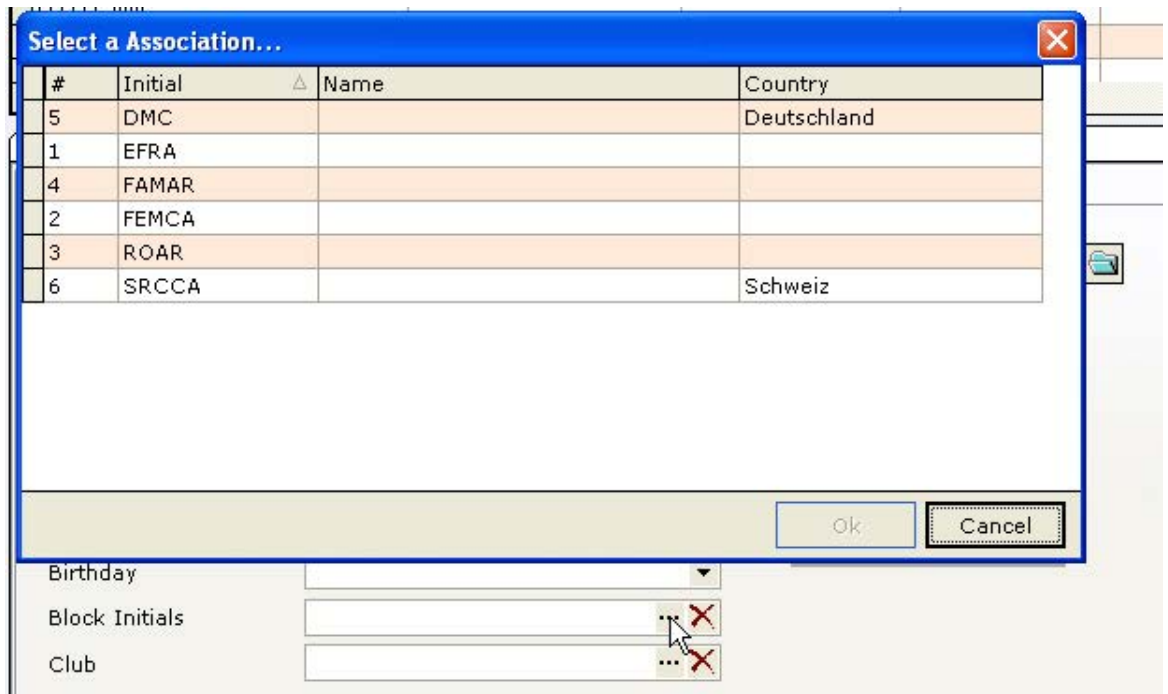 Select a Association...
# Initial Name Country
5 DMC Deutschland
1 EFRA
4 FAMAR
2 FEMCA
3 ROAR
6 SRCCA Schweiz
Ok Cancel
Birthday
Block Initials ...
Club ...